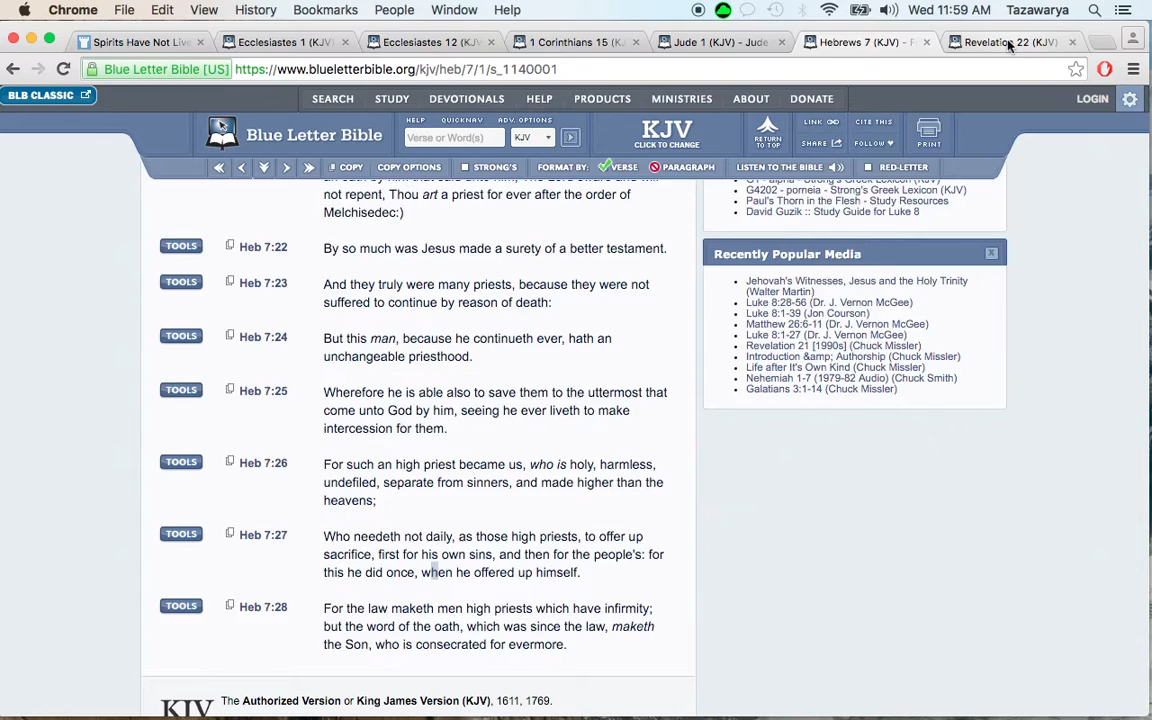 Chrome File Edit View History Bookmarks People Window Help Wed 11:59 AM Tazawarya
Spirits Have Not Live Ecclesiastes 1 (KJV) Ecclesiastes 12 (KJV) 1 Corinthians 15 (KJV) Jude 1 (KJV) - Jude Hebrews 7 (KJV) - F Revelation 22 (KJV)
Blue Letter Bible [US] https://www.blueletterbible.org/kjv/heb/7/1/s_1140001
BLB CLASSIC
SEARCH STUDY DEVOTIONALS HELP PRODUCTS MINISTRIES ABOUT DONATE LOGIN
HELP QUICKNAV ADV. OPTIONS
Blue Letter Bible Verse or Word(s) KJV
KJV
CLICK TO CHANGE
RETURN
TO TOP
LINK CITE THIS
SHARE FOLLOW
PRINT
COPY COPY OPTIONS STRONG'S FORMAT BY: VERSE PARAGRAPH LISTEN TO THE BIBLE RED-LETTER
not repent, Thou art a priest for ever after the order of
Melchisedec:)
TOOLS Heb 7:22 By so much was Jesus made a surety of a better testament.
TOOLS Heb 7:23 And they truly were many priests, because they were not
suffered to continue by reason of death:
TOOLS Heb 7:24 But this man, because he continueth ever, hath an
unchangeable priesthood.
TOOLS Heb 7:25 Wherefore he is able also to save them to the uttermost that
come unto God by him, seeing he ever liveth to make
intercession for them.
TOOLS Heb 7:26 For such an high priest became us, who is holy, harmless,
undefiled, separate from sinners, and made higher than the
heavens;
TOOLS Heb 7:27 Who needeth not daily, as those high priests, to offer up
sacrifice, first for his own sins, and then for the people's: for
this he did once, when he offered up himself.
TOOLS Heb 7:28 For the law maketh men high priests which have infirmity;
but the word of the oath, which was since the law, maketh
the Son, who is consecrated for evermore.
KJV The Authorized Version or King James Version (KJV), 1611, 1769.
G4202 - porneia - Strong's Greek Lexicon (KJV)
Paul's Thorn in the Flesh - Study Resources
David Guzik :: Study Guide for Luke 8
Recently Popular Media x
Jehovah's Witnesses, Jesus and the Holy Trinity
(Walter Martin)
Luke 8:28-56 (Dr. J. Vernon McGee)
Luke 8:1-39 (Jon Courson)
Matthew 26:6-11 (Dr. J. Vernon McGee)
Luke 8:1-27 (Dr. J. Vernon McGee)
Revelation 21 [1990s] (Chuck Missler)
Introduction &amp; Authorship (Chuck Missler)
Life after It's Own Kind (Chuck Missler)
Nehemiah 1-7 (1979-82 Audio) (Chuck Smith)
Galatians 3:1-14 (Chuck Missler)